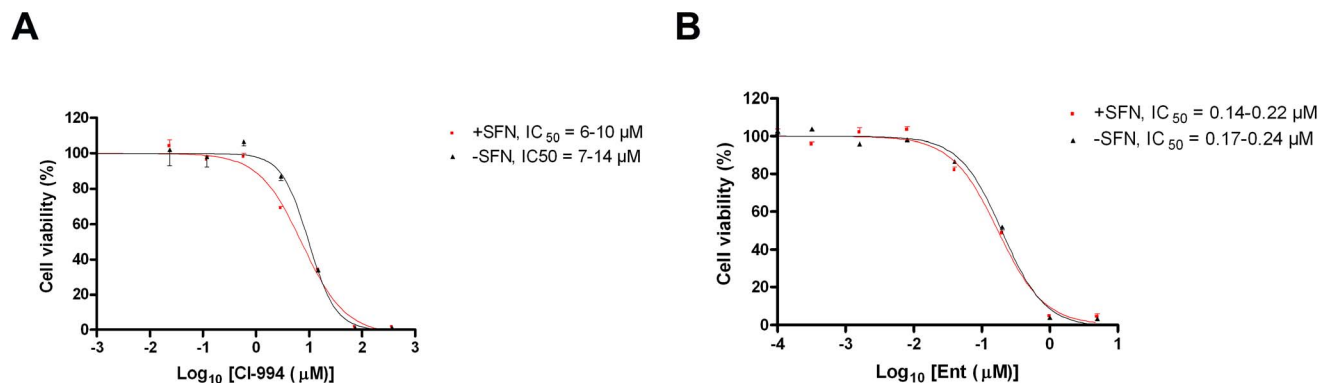 A
120
100
80
60
40
20
0
-3 -2 -1 0 1 2 3
Cell viability (%)
Log10 [CI-994 (μM)]
+SFN, IC 50 = 6-10 μM
-SFN, IC50 = 7-14 μM
B
120
100
80
60
40
20
0
-4 -3 -2 -1 0 1
Cell viability (%)
Log10 [Ent (μM)]
+SFN, IC 50 = 0.14-0.22 μM
-SFN, IC 50 = 0.17-0.24 μM